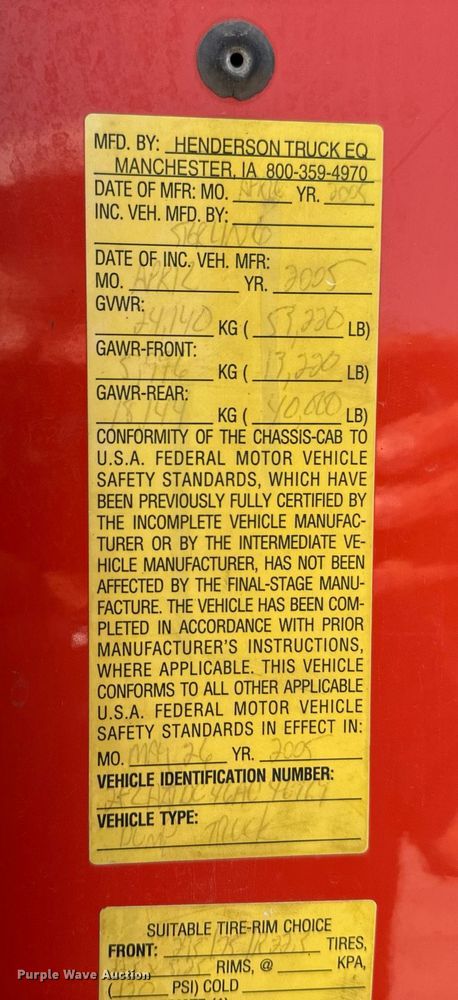 MFD. BY: HENDERSON TRUCK EQ
MANCHESTER, IA 800-359-4970
DATE OF MFR: MO. APRIL YR. 2005
INC. VEH. MFD. BY:
STERLING
DATE OF INC. VEH. MFR:
MO. APRIL YR. 2005
GVWR:
24,140 KG ( 53,220 LB)
GAWR-FRONT:
KG ( 13,220 LB)
GAWR-REAR:
18,144 KG ( 40,000 LB)
CONFORMITY OF THE CHASSIS-CAB TO
U.S.A. FEDERAL MOTOR VEHICLE
SAFETY STANDARDS, WHICH HAVE
BEEN PREVIOUSLY FULLY CERTIFIED BY
THE INCOMPLETE VEHICLE MANUFAC-
TURER OR BY THE INTERMEDIATE VE-
HICLE MANUFACTURER, HAS NOT BEEN
AFFECTED BY THE FINAL-STAGE MANU-
FACTURE. THE VEHICLE HAS BEEN COM-
PLETED IN ACCORDANCE WITH PRIOR
MANUFACTURER'S INSTRUCTIONS,
WHERE APPLICABLE. THIS VEHICLE
CONFORMS TO ALL OTHER APPLICABLE
U.S.A. FEDERAL MOTOR VEHICLE
SAFETY STANDARDS IN EFFECT IN:
MO. MAY 26 YR. 2005
VEHICLE IDENTIFICATION NUMBER:
VEHICLE TYPE:
DUMP TRUCK
SUITABLE TIRE-RIM CHOICE
FRONT: TIRES,
RIMS, @ KPA,
( PSI) COLD
Purple Wave Auction